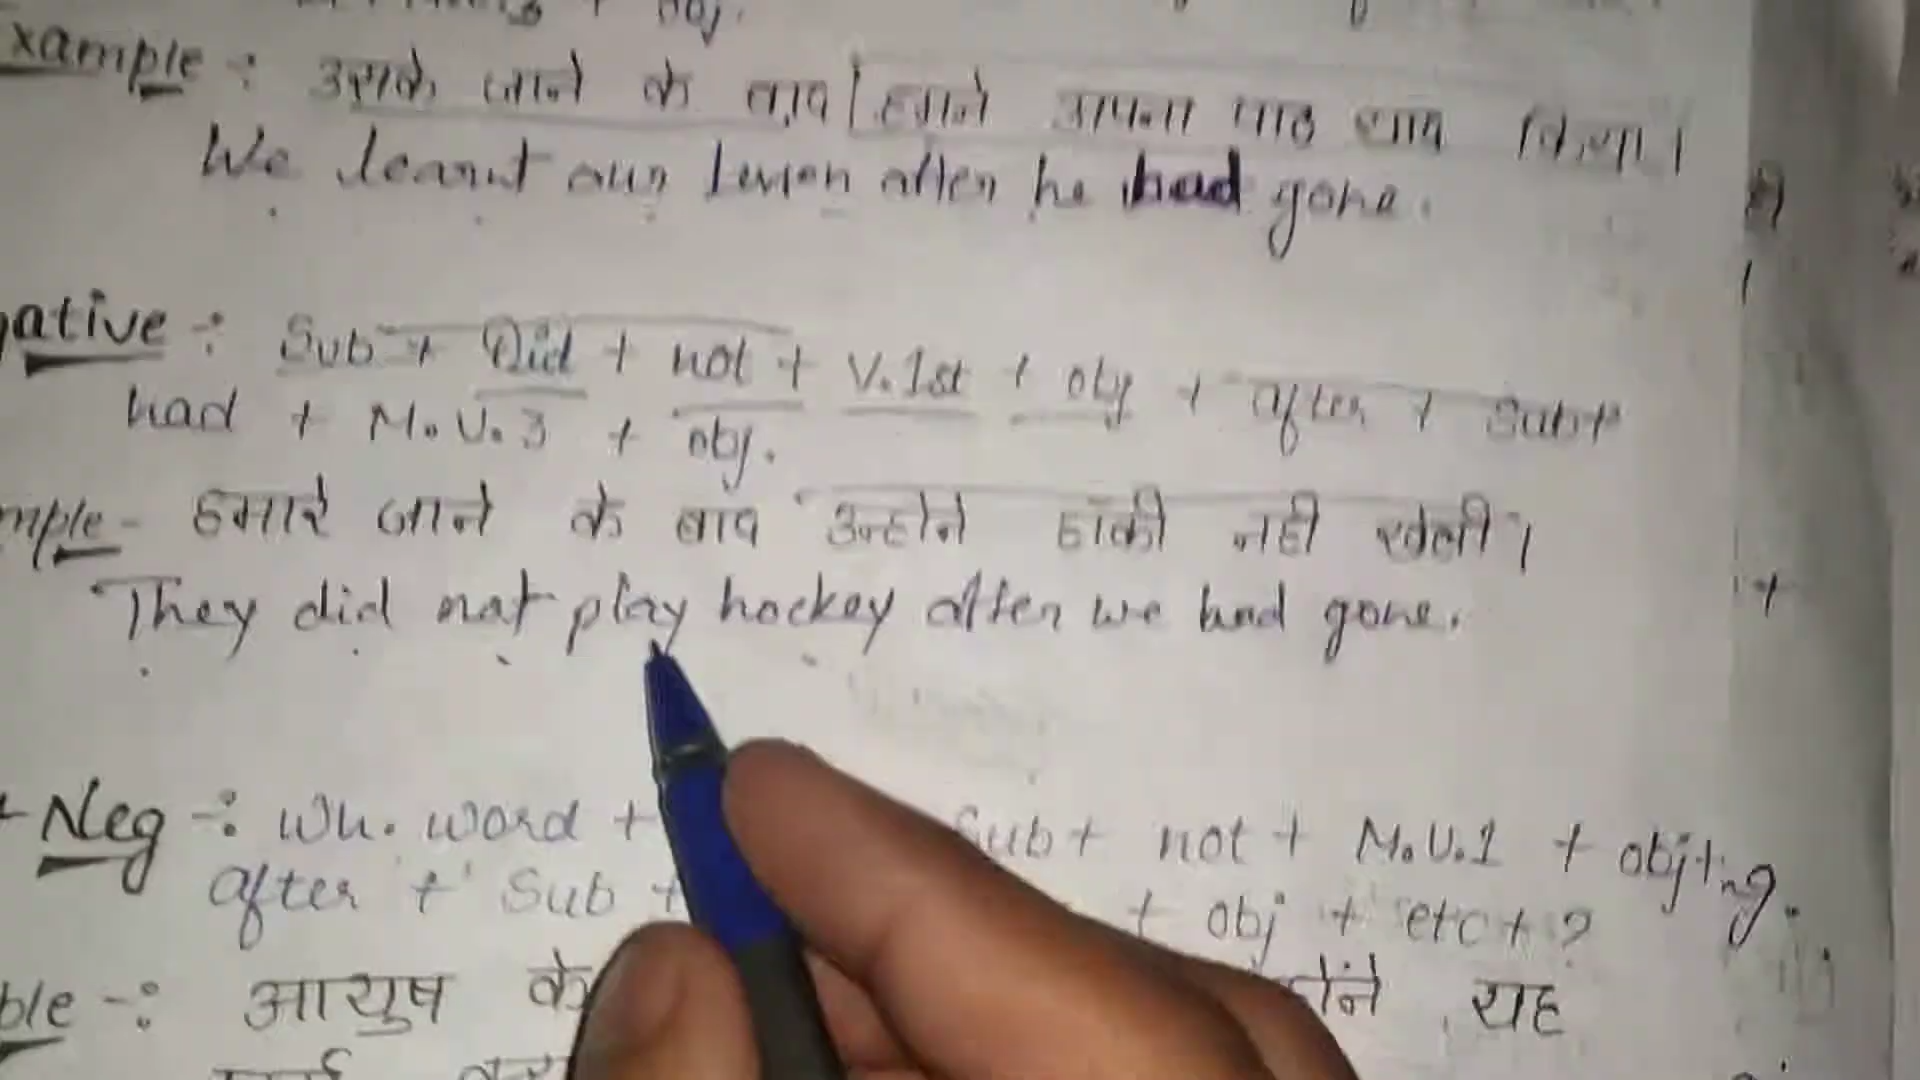 + obj.
xample :- उसके जाने के बाद हमने अपना पाठ याद किया।
We learnt our lesson after he had gone.
gative :- Sub + Did + not + V.1st + obj + after + Sub +
had + M.V.3 + obj.
mple - हमारे जाने के बाद उन्होने हॉकी नही खेली।
They did not play hockey after we had gone.
+ Neg -: Wh. word + Sub + not + M.V.1 + obj + ing.
after + Sub + + obj + etc + ?
ble -: आयुष के यह